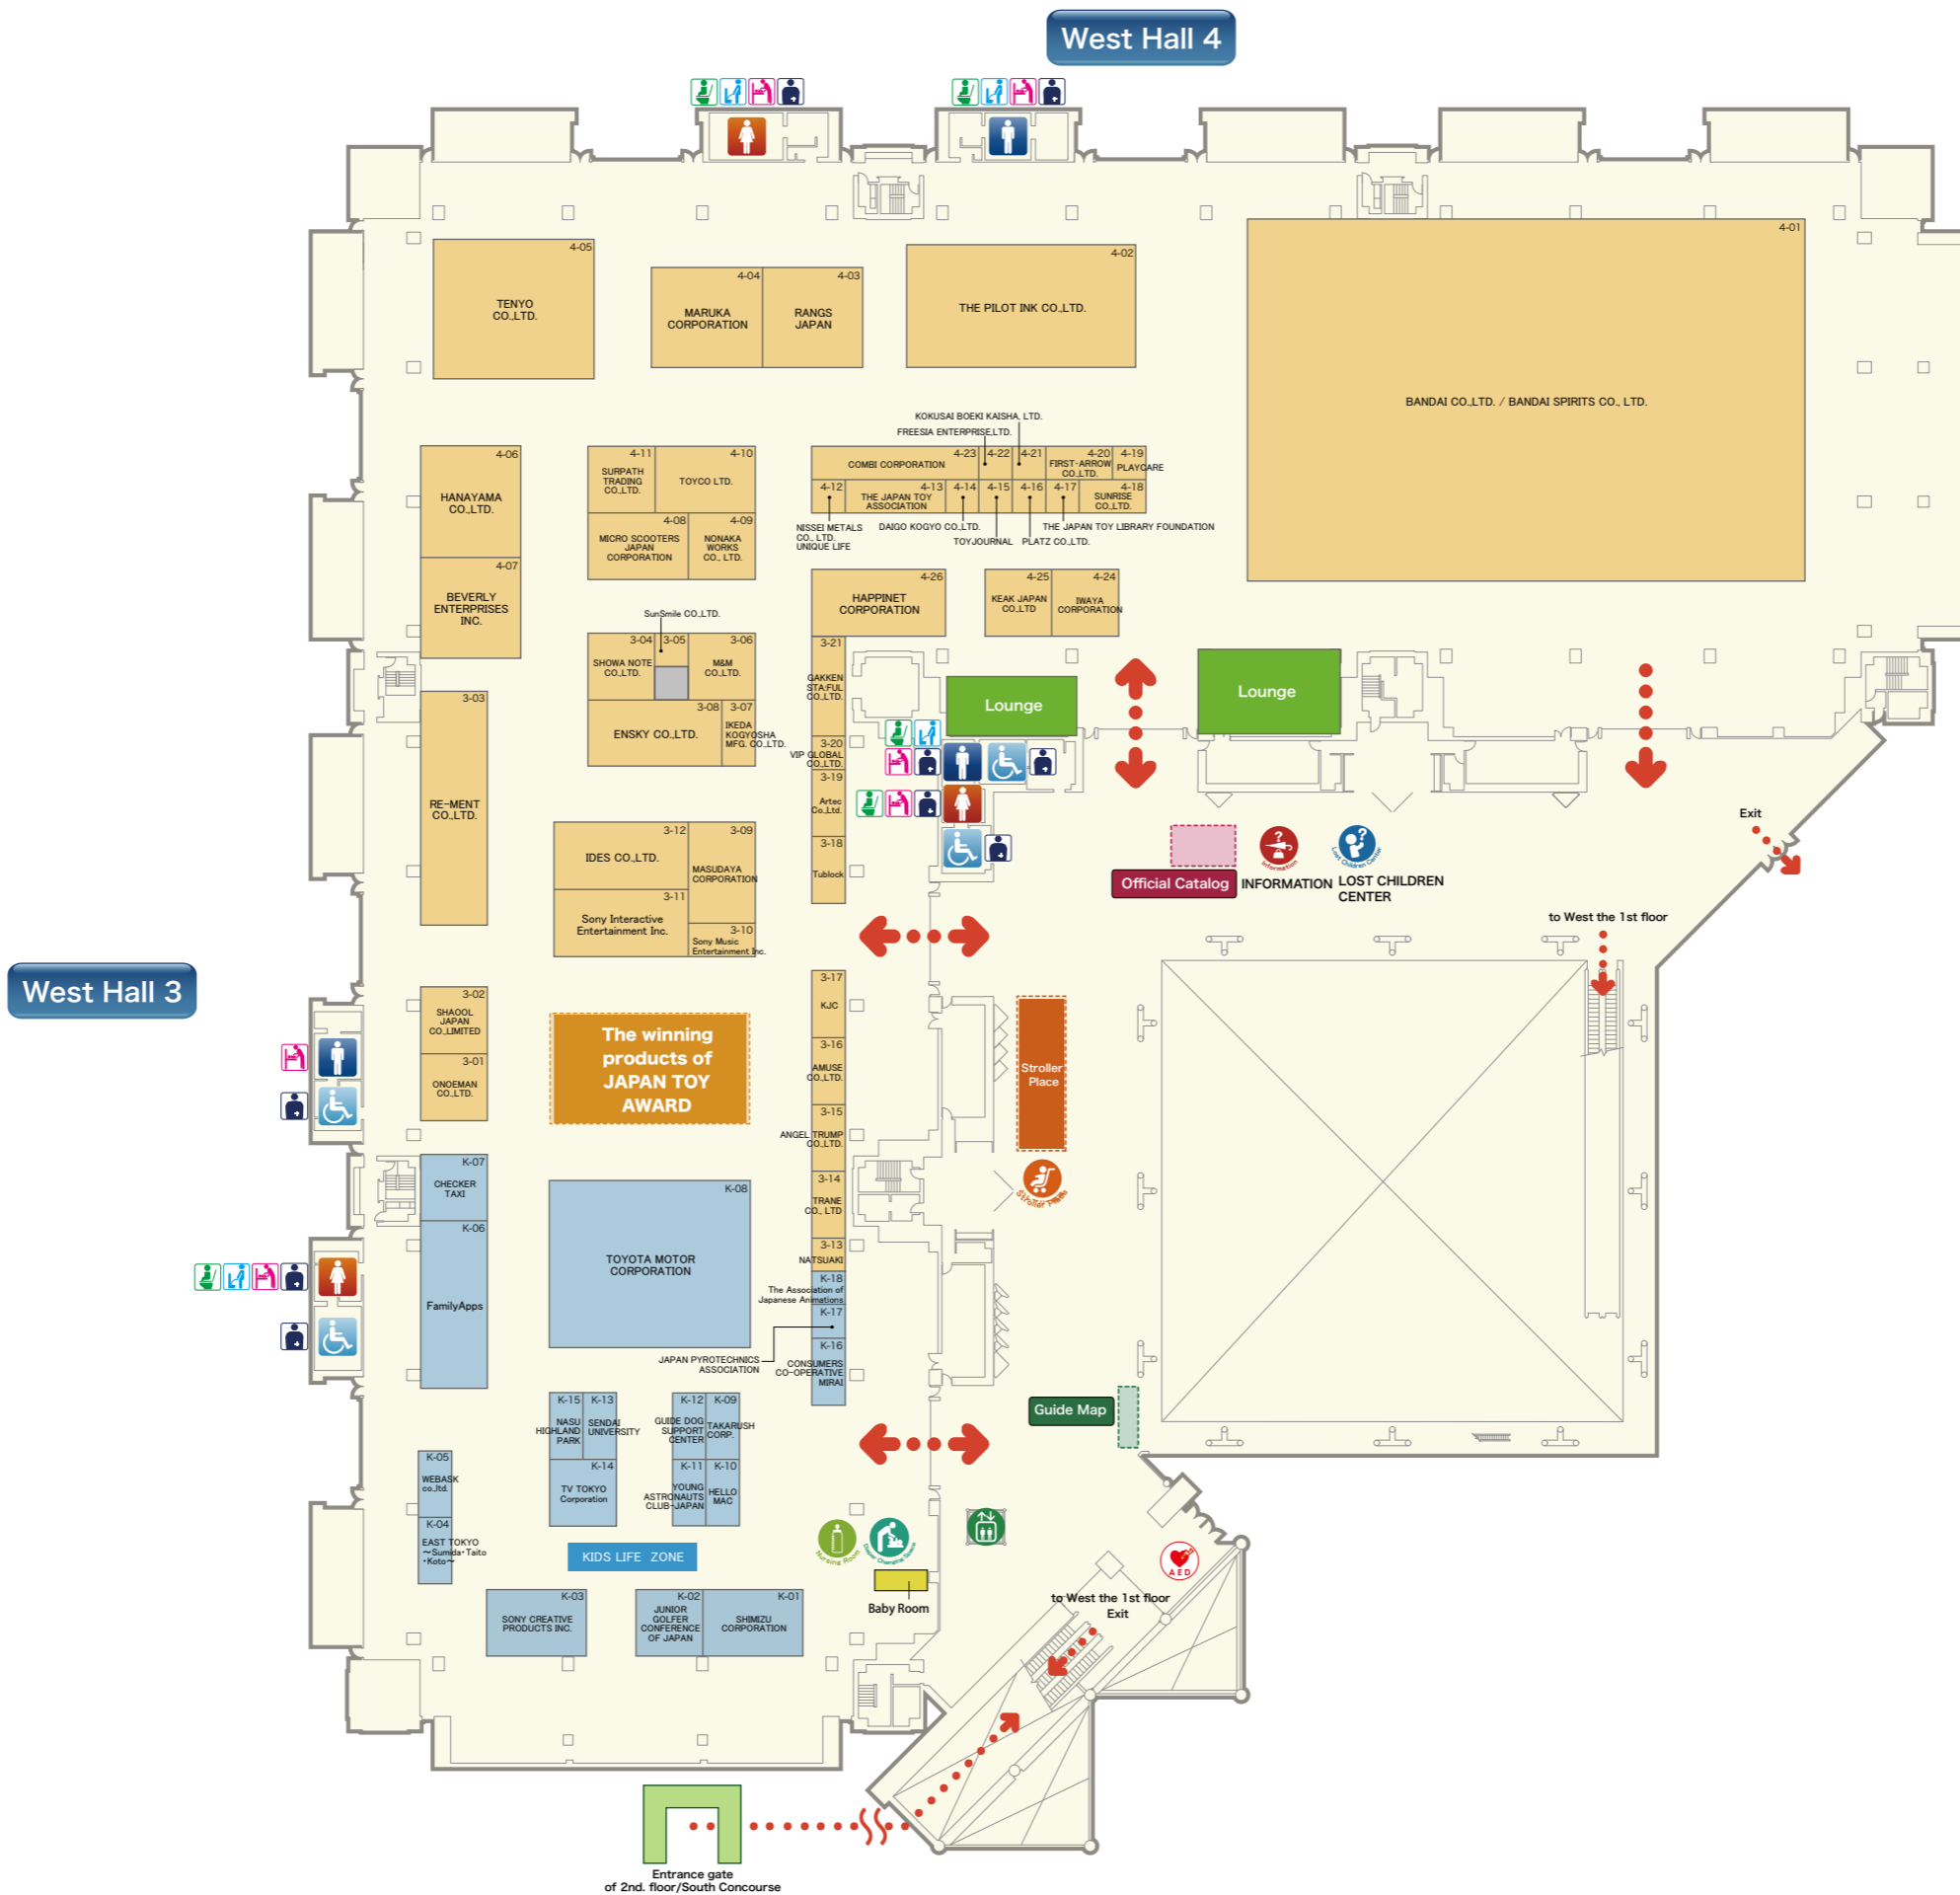 West Hall 4
4-05
TENYO
CO.,LTD.
4-04
MARUKA
CORPORATION
4-03
RANGS
JAPAN
4-02
THE PILOT INK CO.,LTD.
4-01
BANDAI CO.,LTD. / BANDAI SPIRITS CO., LTD.
KOKUSAI BOEKI KAISHA, LTD.
FREESIA ENTERPRISE,LTD.
4-06
HANAYAMA
CO.,LTD.
4-07
BEVERLY
ENTERPRISES
INC.
4-11
SURPATH
TRADING
CO.,LTD.
4-10
TOYCO LTD.
4-08
MICRO SCOOTERS
JAPAN
CORPORATION
4-09
NONAKA
WORKS
CO., LTD.
4-23
COMBI CORPORATION
4-22
4-21
4-20
FIRST-ARROW
CO.,LTD.
4-19
PLAYCARE
4-12
4-13
THE JAPAN TOY
ASSOCIATION
4-14
4-15
4-16
4-17
4-18
SUNRISE
CO.,LTD.
NISSEI METALS
CO., LTD.
UNIQUE LIFE
DAIGO KOGYO CO.,LTD.
TOYJOURNAL
PLATZ CO.,LTD.
THE JAPAN TOY LIBRARY FOUNDATION
4-26
HAPPINET
CORPORATION
4-25
KEAK JAPAN
CO.,LTD
4-24
IWAYA
CORPORATION
SunSmile CO.,LTD.
3-04
SHOWA NOTE
CO.,LTD.
3-05
3-06
M&M
CO.,LTD.
3-08
ENSKY CO.,LTD.
3-07
IKEDA
KOGYOSHA
MFG. CO.,LTD.
3-21
GAKKEN
STA:FUL
CO.,LTD.
3-20
VIP GLOBAL
CO.,LTD.
3-19
Artec
Co.,Ltd.
3-18
Tublock
Lounge
Lounge
3-03
RE-MENT
CO.,LTD.
3-12
IDES CO.,LTD.
3-09
MASUDAYA
CORPORATION
3-11
Sony Interactive
Entertainment Inc.
3-10
Sony Music
Entertainment Inc.
Exit
Information
Lost Children Center
Official Catalog
INFORMATION
LOST CHILDREN
CENTER
to West the 1st floor
West Hall 3
3-02
SHAOOL
JAPAN
CO.,LIMITED
3-01
ONOEMAN
CO.,LTD.
The winning
products of
JAPAN TOY
AWARD
3-17
KJC
3-16
AMUSE
CO.,LTD.
3-15
ANGEL TRUMP
CO.,LTD.
3-14
TRANE
CO., LTD
3-13
NATSUAKI
Stroller
Place
Stroller Place
K-07
CHECKER
TAXI
K-06
FamilyApps
K-08
TOYOTA MOTOR
CORPORATION
K-18
The Association of
Japanese Animations
K-17
JAPAN PYROTECHNICS
ASSOCIATION
K-16
CONSUMERS
CO-OPERATIVE
MIRAI
Guide Map
K-15
NASU
HIGHLAND
PARK
K-13
SENDAI
UNIVERSITY
K-14
TV TOKYO
Corporation
K-12
GUIDE DOG
SUPPORT
CENTER
K-09
TAKARUSH
CORP.
K-11
YOUNG
ASTRONAUTS
CLUB-JAPAN
K-10
HELLO
MAC
K-05
WEBASK
co.,ltd.
K-04
EAST TOKYO
～Sumida･Taito
･Koto～
KIDS LIFE ZONE
Nursing Room
Diaper Changing Space
Baby Room
AED
K-03
SONY CREATIVE
PRODUCTS INC.
K-02
JUNIOR
GOLFER
CONFERENCE
OF JAPAN
K-01
SHIMIZU
CORPORATION
to West the 1st floor
Exit
Entrance gate
of 2nd. floor/South Concourse